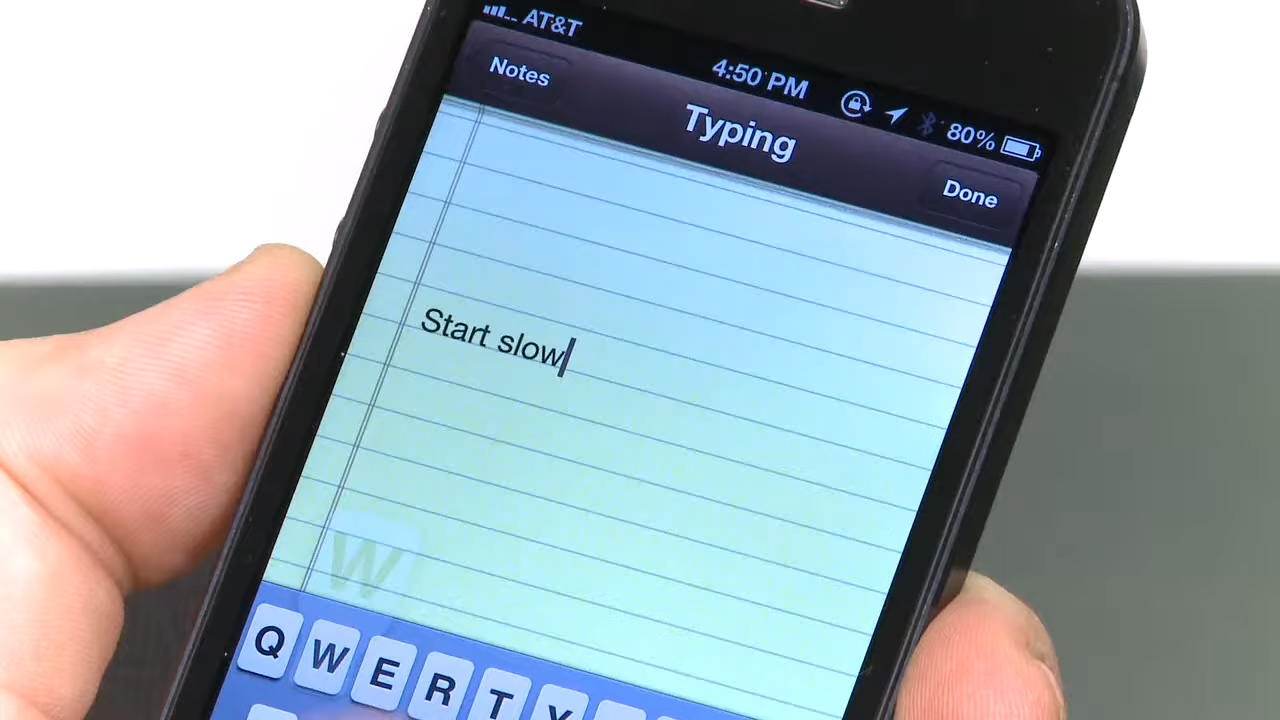 AT&T 4:50 PM 80%
Notes Typing Done
Start slow
W
Q W E R T Y